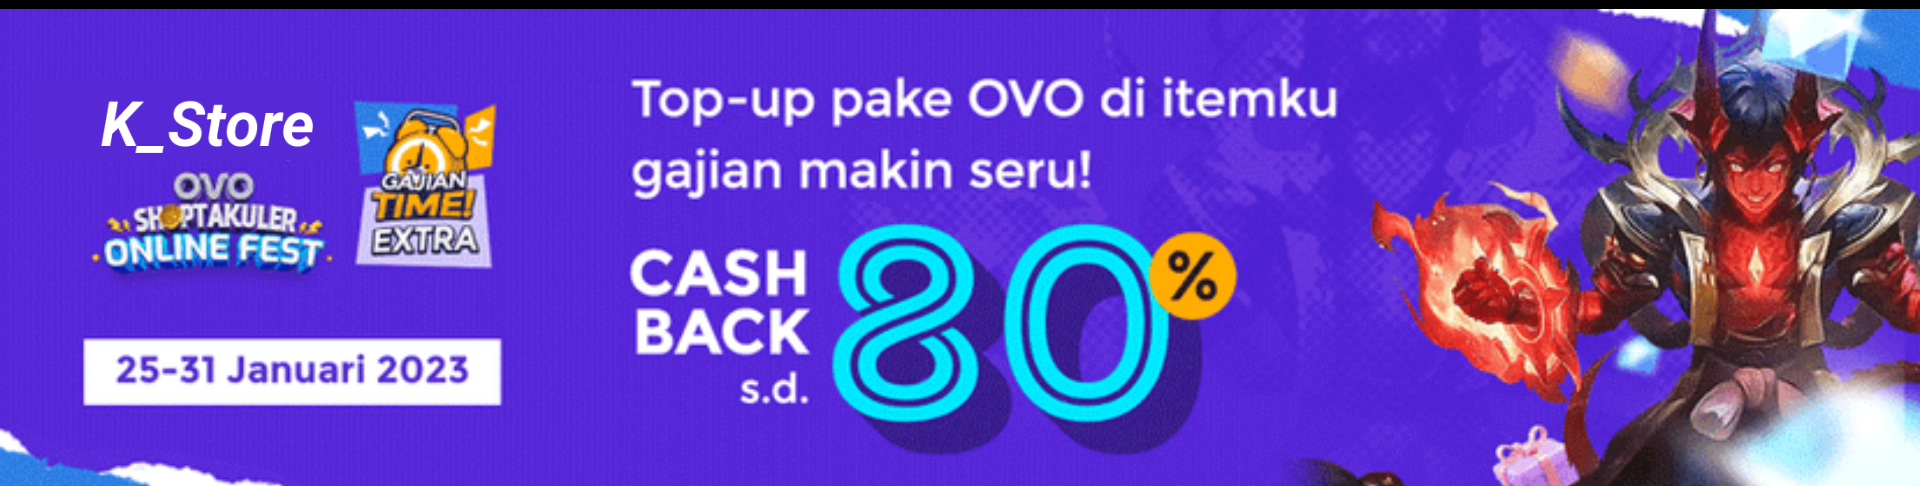 K_Store
OVO
SHOPTAKULER
ONLINE FEST
GAJIAN
TIME!
EXTRA
25-31 Januari 2023
Top-up pake OVO di itemku
gajian makin seru!
CASH
BACK
s.d.
80%